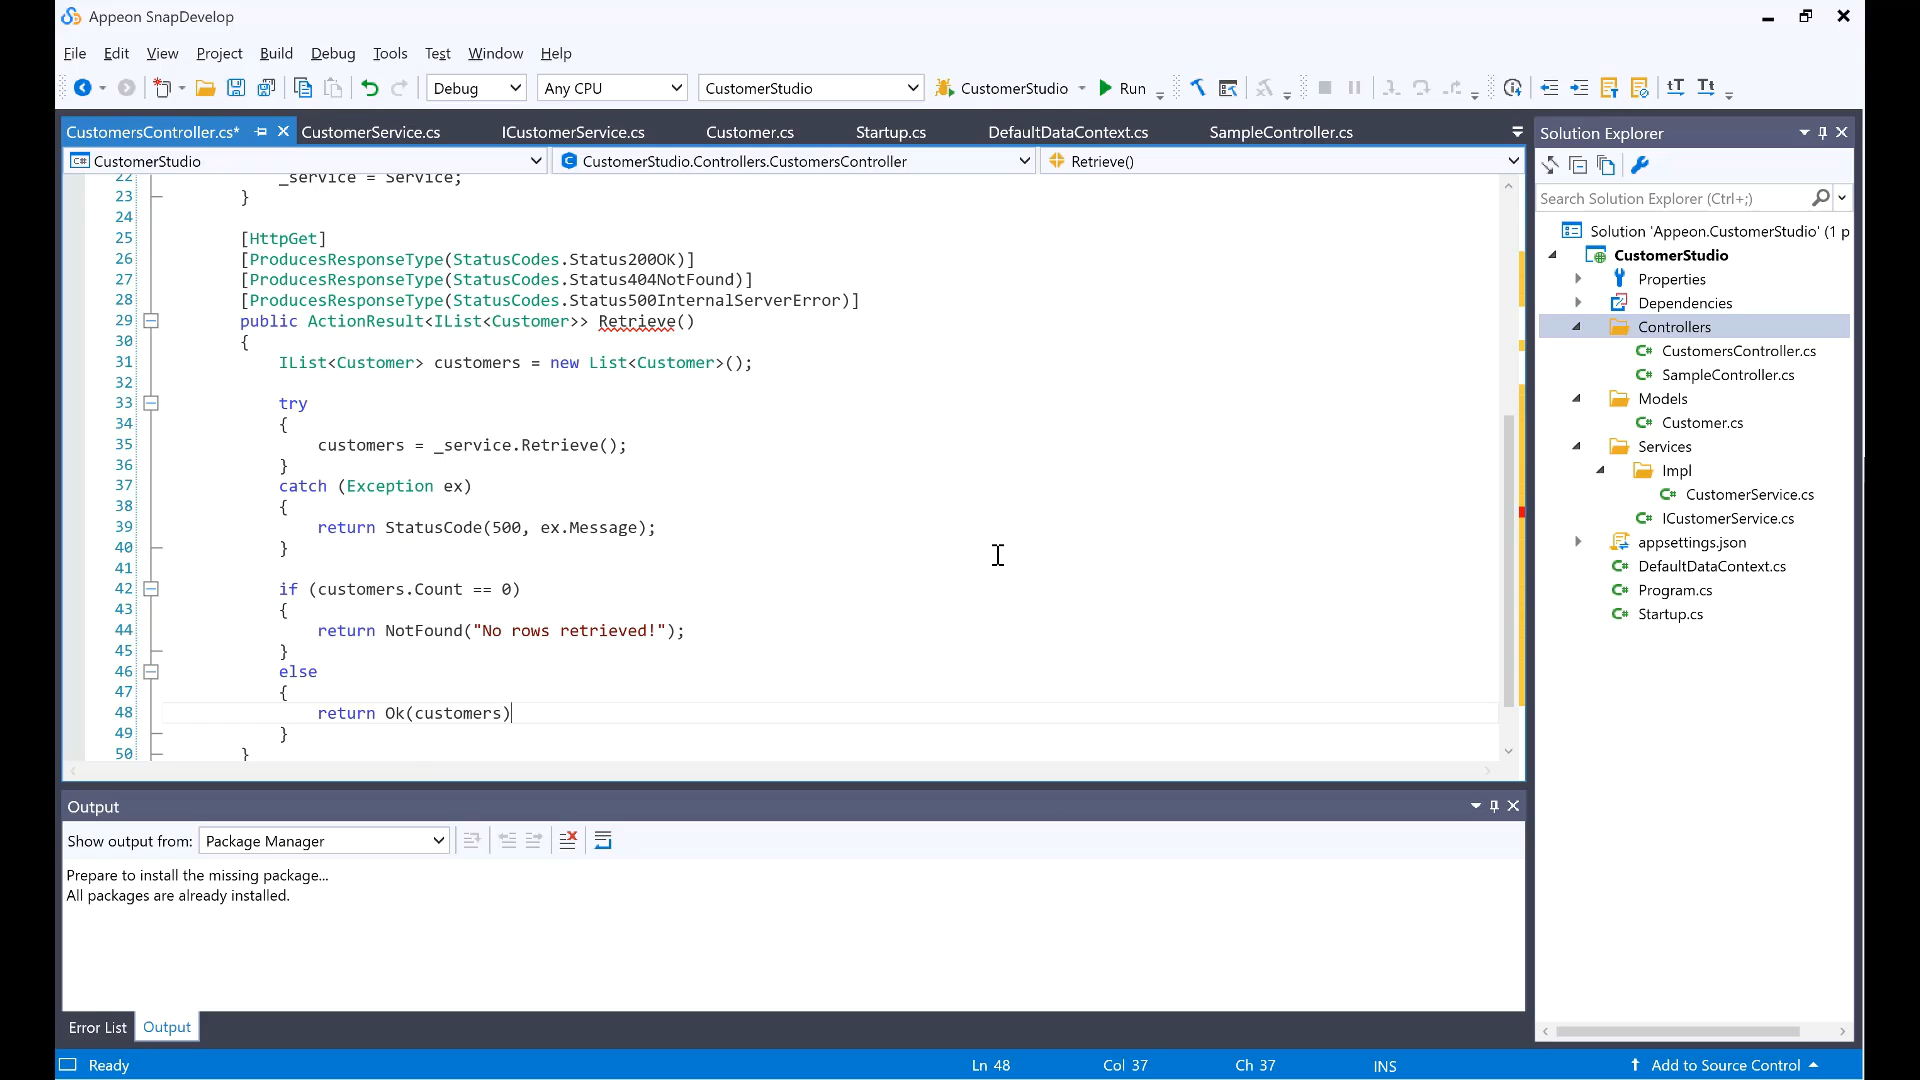 Appeon SnapDevelop
File Edit View Project Build Debug Tools Test Window Help
Debug Any CPU CustomerStudio CustomerStudio Run
CustomersController.cs* CustomerService.cs ICustomerService.cs Customer.cs Startup.cs DefaultDataContext.cs SampleController.cs
CustomerStudio CustomerStudio.Controllers.CustomersController Retrieve()
22 _service = Service;
23 }
24
25 [HttpGet]
26 [ProducesResponseType(StatusCodes.Status200OK)]
27 [ProducesResponseType(StatusCodes.Status404NotFound)]
28 [ProducesResponseType(StatusCodes.Status500InternalServerError)]
29 public ActionResult<IList<Customer>> Retrieve()
30 {
31 IList<Customer> customers = new List<Customer>();
32
33 try
34 {
35 customers = _service.Retrieve();
36 }
37 catch (Exception ex)
38 {
39 return StatusCode(500, ex.Message);
40 }
41
42 if (customers.Count == 0)
43 {
44 return NotFound("No rows retrieved!");
45 }
46 else
47 {
48 return Ok(customers)
49 }
50 }
Solution Explorer
Search Solution Explorer (Ctrl+;)
Solution 'Appeon.CustomerStudio' (1 p
CustomerStudio
Properties
Dependencies
Controllers
CustomersController.cs
SampleController.cs
Models
Customer.cs
Services
Impl
CustomerService.cs
ICustomerService.cs
appsettings.json
DefaultDataContext.cs
Program.cs
Startup.cs
Output
Show output from: Package Manager
Prepare to install the missing package...
All packages are already installed.
Error List Output
Ready Ln 48 Col 37 Ch 37 INS Add to Source Control